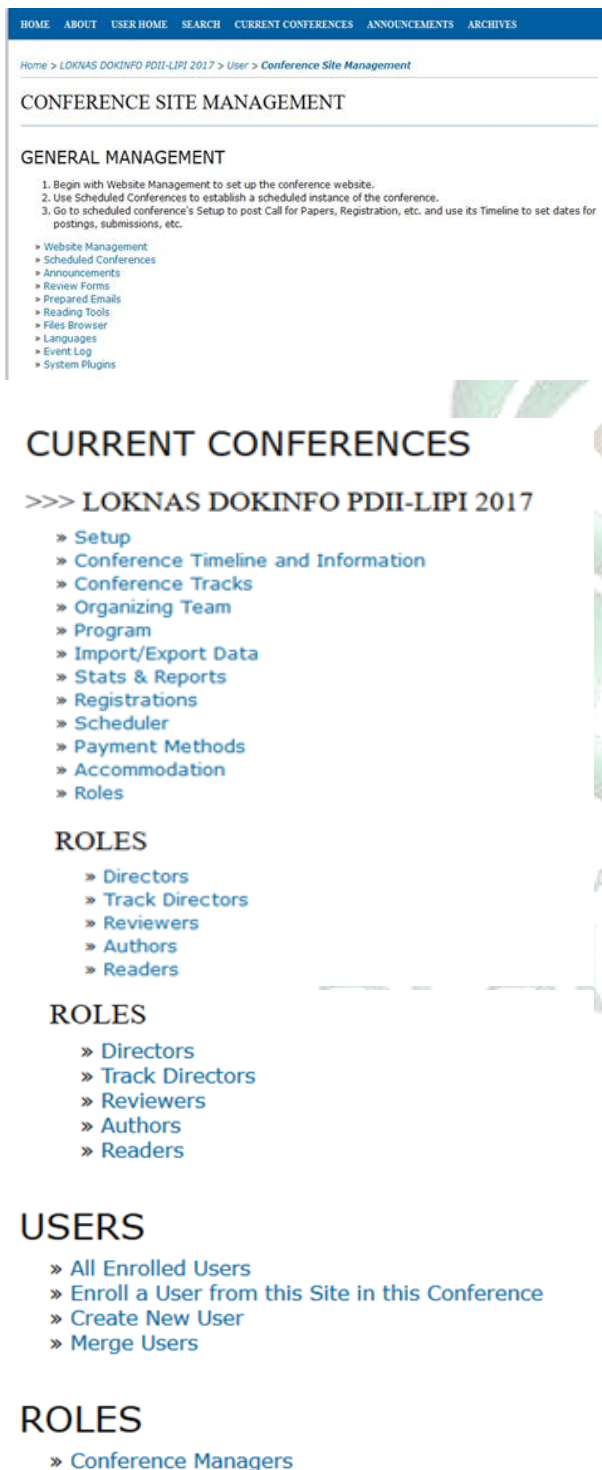 HOME ABOUT USER HOME SEARCH CURRENT CONFERENCES ANNOUNCEMENTS ARCHIVES
Home > LOKNAS DOKINFO PDII-LIPI 2017 > User > Conference Site Management
CONFERENCE SITE MANAGEMENT
GENERAL MANAGEMENT
1. Begin with Website Management to set up the conference website.
2. Use Scheduled Conferences to establish a scheduled instance of the conference.
3. Go to scheduled conference's Setup to post Call for Papers, Registration, etc. and use its Timeline to set dates for
postings, submissions, etc.
» Website Management
» Scheduled Conferences
» Announcements
» Review Forms
» Prepared Emails
» Reading Tools
» Files Browser
» Languages
» Event Log
» System Plugins
CURRENT CONFERENCES
>>> LOKNAS DOKINFO PDII-LIPI 2017
» Setup
» Conference Timeline and Information
» Conference Tracks
» Organizing Team
» Program
» Import/Export Data
» Stats & Reports
» Registrations
» Scheduler
» Payment Methods
» Accommodation
» Roles
ROLES
» Directors
» Track Directors
» Reviewers
» Authors
» Readers
ROLES
» Directors
» Track Directors
» Reviewers
» Authors
» Readers
USERS
» All Enrolled Users
» Enroll a User from this Site in this Conference
» Create New User
» Merge Users
ROLES
» Conference Managers